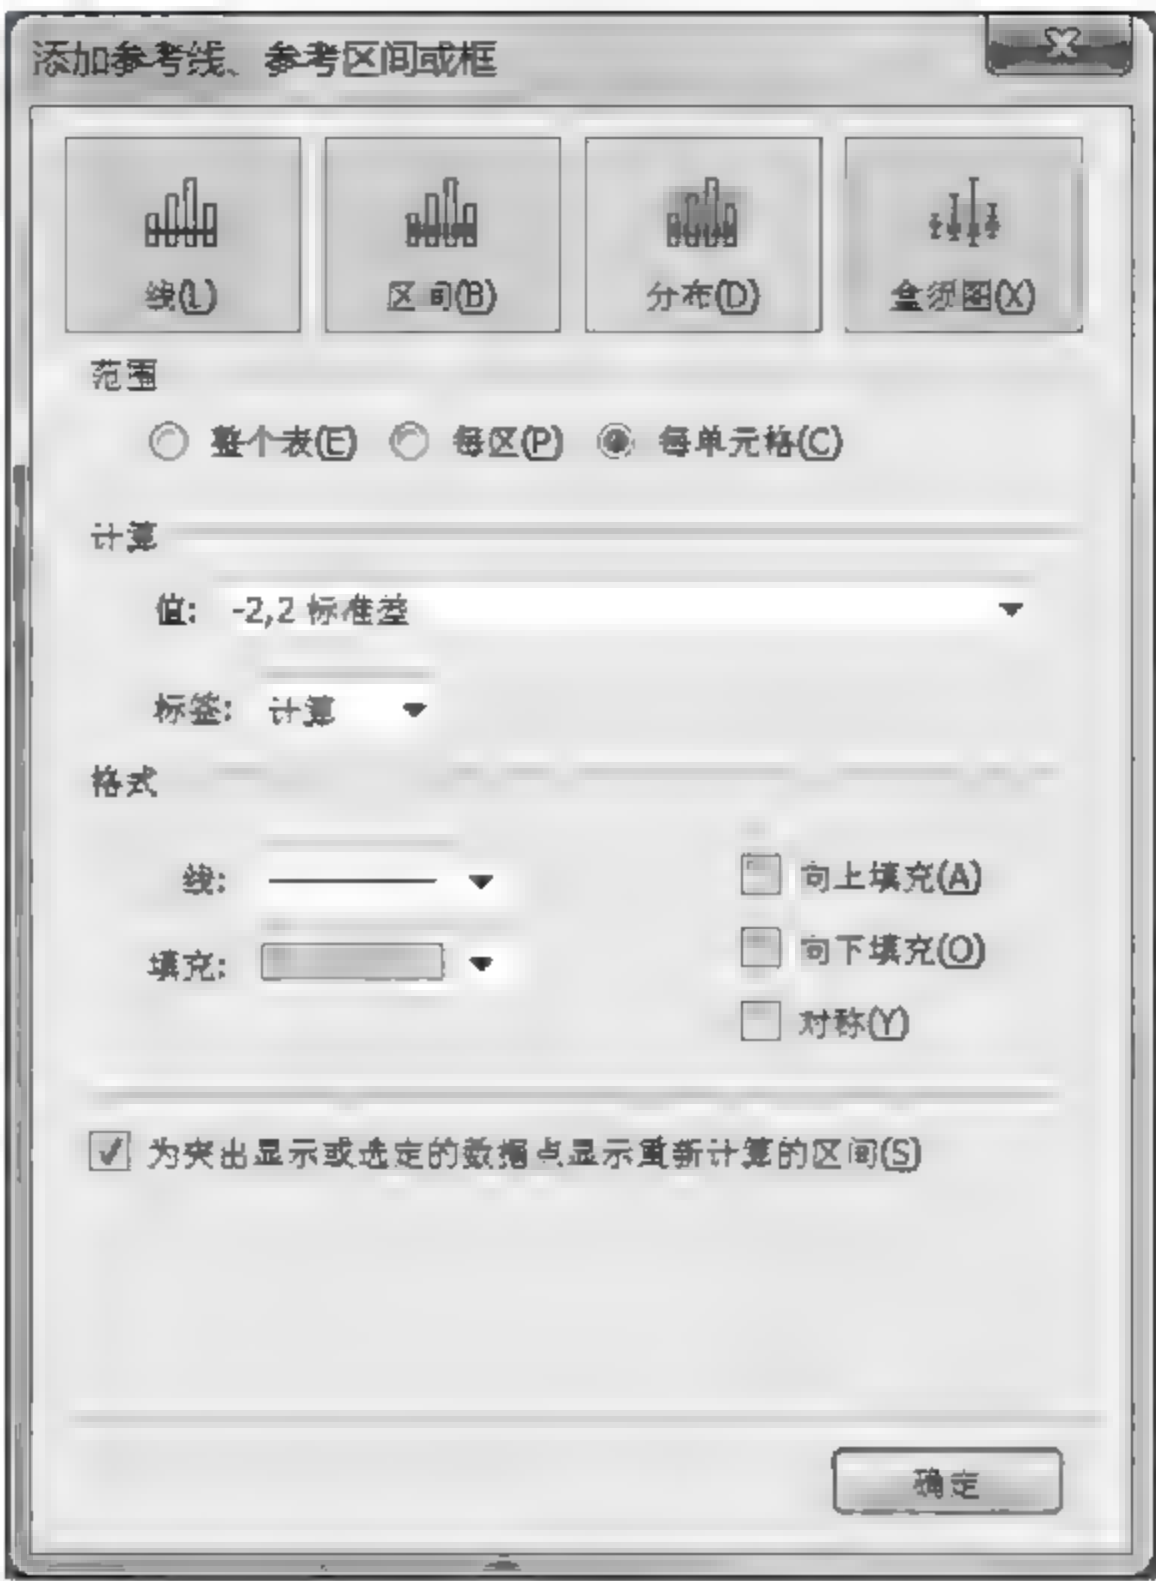 添加参考线、参考区间或框
线(L) 区间(B) 分布(D) 盒须图(X)
范围
整个表(E) 每区(P) 每单元格(C)
计算
值: -2,2 标准差
标签: 计算
格式
线: 向上填充(A)
填充: 向下填充(O)
对称(Y)
为突出显示或选定的数据点显示重新计算的区间(S)
确定